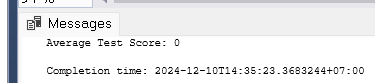 Messages
Average Test Score: 0
Completion time: 2024-12-10T14:35:23.3683244+07:00